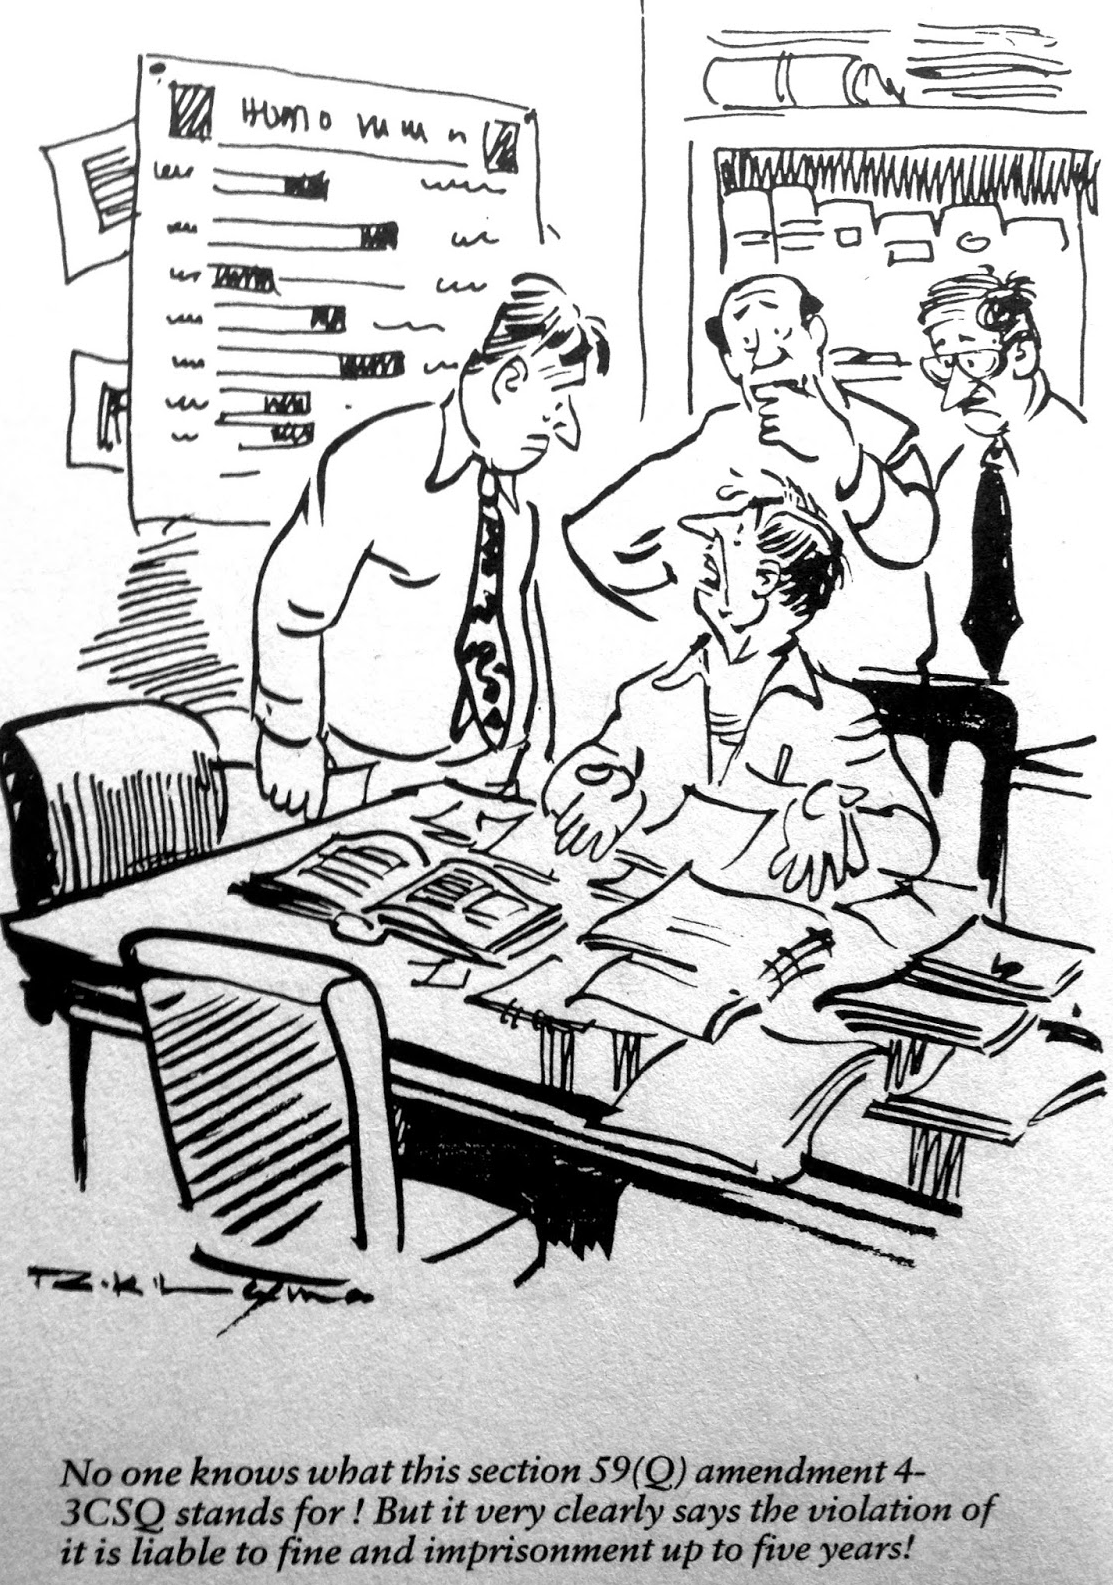 R.K. Laxman
No one knows what this section 59(Q) amendment 4-
3CSQ stands for ! But it very clearly says the violation of
it is liable to fine and imprisonment up to five years!